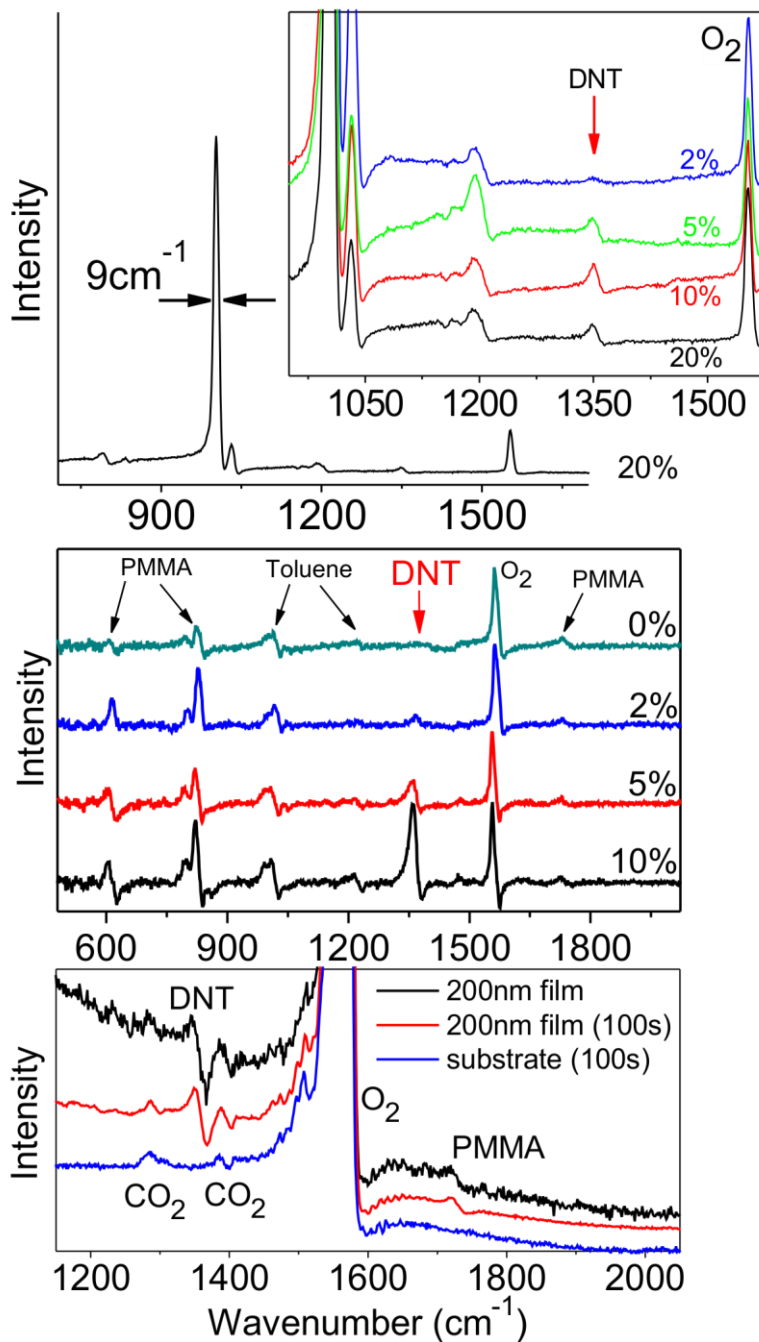 Intensity
O2
DNT
2%
5%
10%
20%
1050 1200 1350 1500
9cm-1
20%
900 1200 1500
Intensity
PMMA Toluene DNT O2 PMMA
0%
2%
5%
10%
600 900 1200 1500 1800
Intensity
DNT
200nm film
200nm film (100s)
substrate (100s)
O2
PMMA
CO2 CO2
1200 1400 1600 1800 2000
Wavenumber (cm-1)